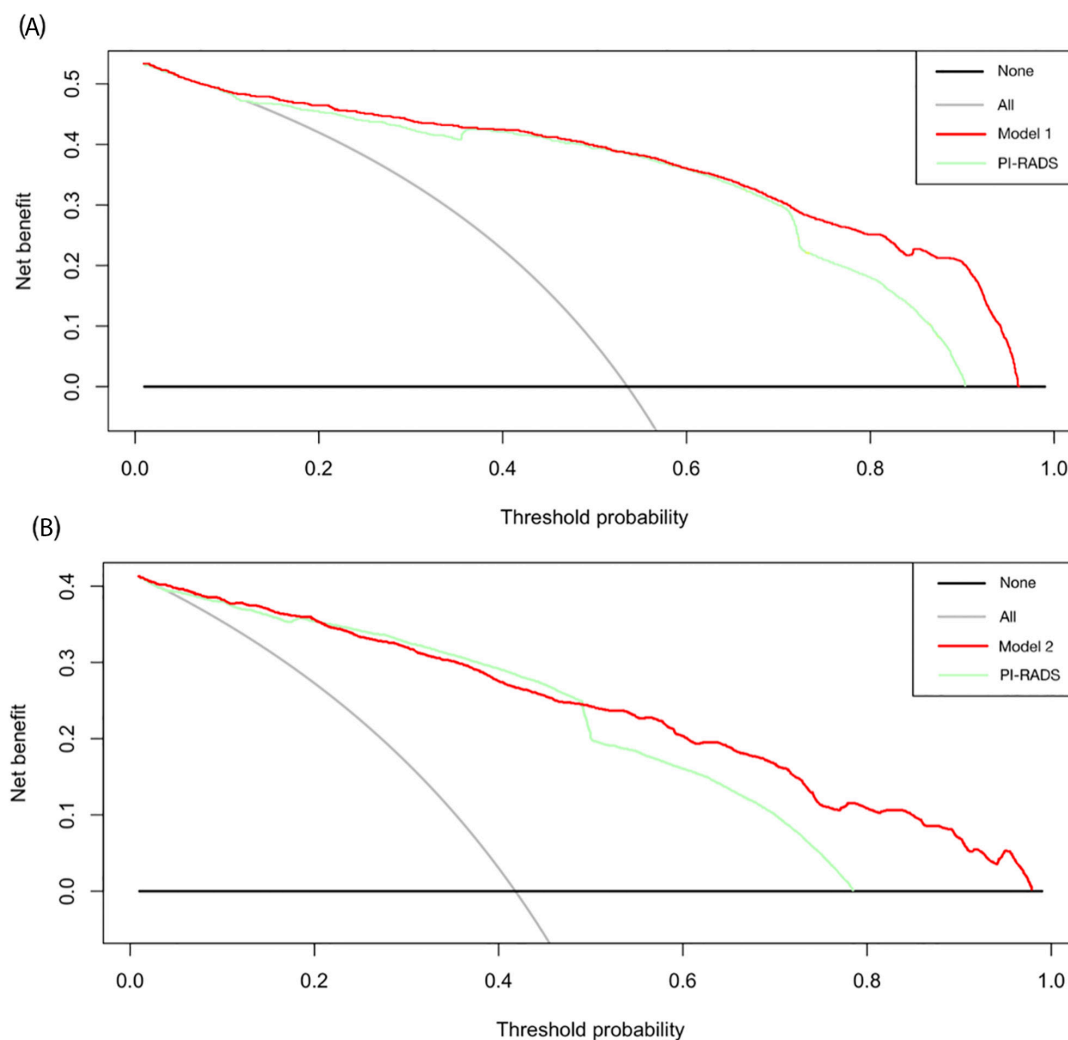 (A)
None
All
Model 1
PI-RADS
Net benefit
0.5
0.4
0.3
0.2
0.1
0.0
0.0 0.2 0.4 0.6 0.8 1.0
Threshold probability
(B)
None
All
Model 2
PI-RADS
Net benefit
0.4
0.3
0.2
0.1
0.0
0.0 0.2 0.4 0.6 0.8 1.0
Threshold probability